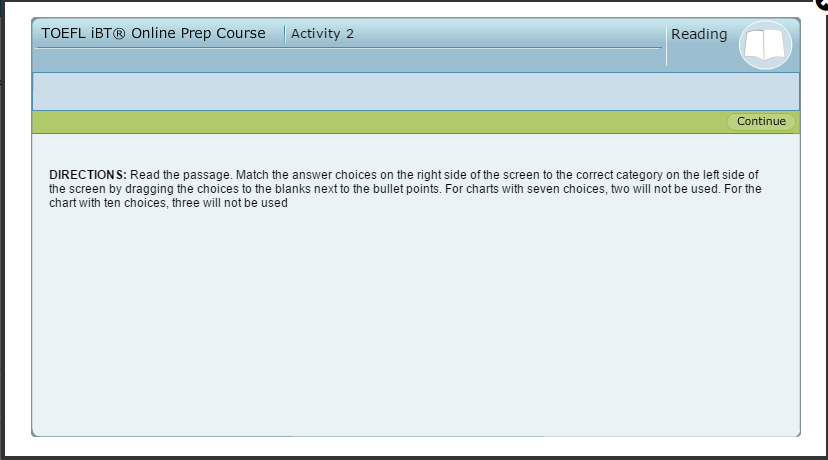 TOEFL iBT® Online Prep Course
Activity 2
Reading
Continue
DIRECTIONS: Read the passage. Match the answer choices on the right side of the screen to the correct category on the left side of
the screen by dragging the choices to the blanks next to the bullet points. For charts with seven choices, two will not be used. For the
chart with ten choices, three will not be used